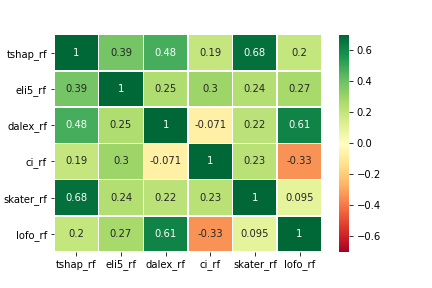 tshap_rf 1 0.39 0.48 0.19 0.68 0.2
eli5_rf 0.39 1 0.25 0.3 0.24 0.27
dalex_rf 0.48 0.25 1 -0.071 0.22 0.61
ci_rf 0.19 0.3 -0.071 1 0.23 -0.33
skater_rf 0.68 0.24 0.22 0.23 1 0.095
lofo_rf 0.2 0.27 0.61 -0.33 0.095 1
tshap_rf eli5_rf dalex_rf ci_rf skater_rf lofo_rf
0.6
0.4
0.2
0.0
−0.2
−0.4
−0.6